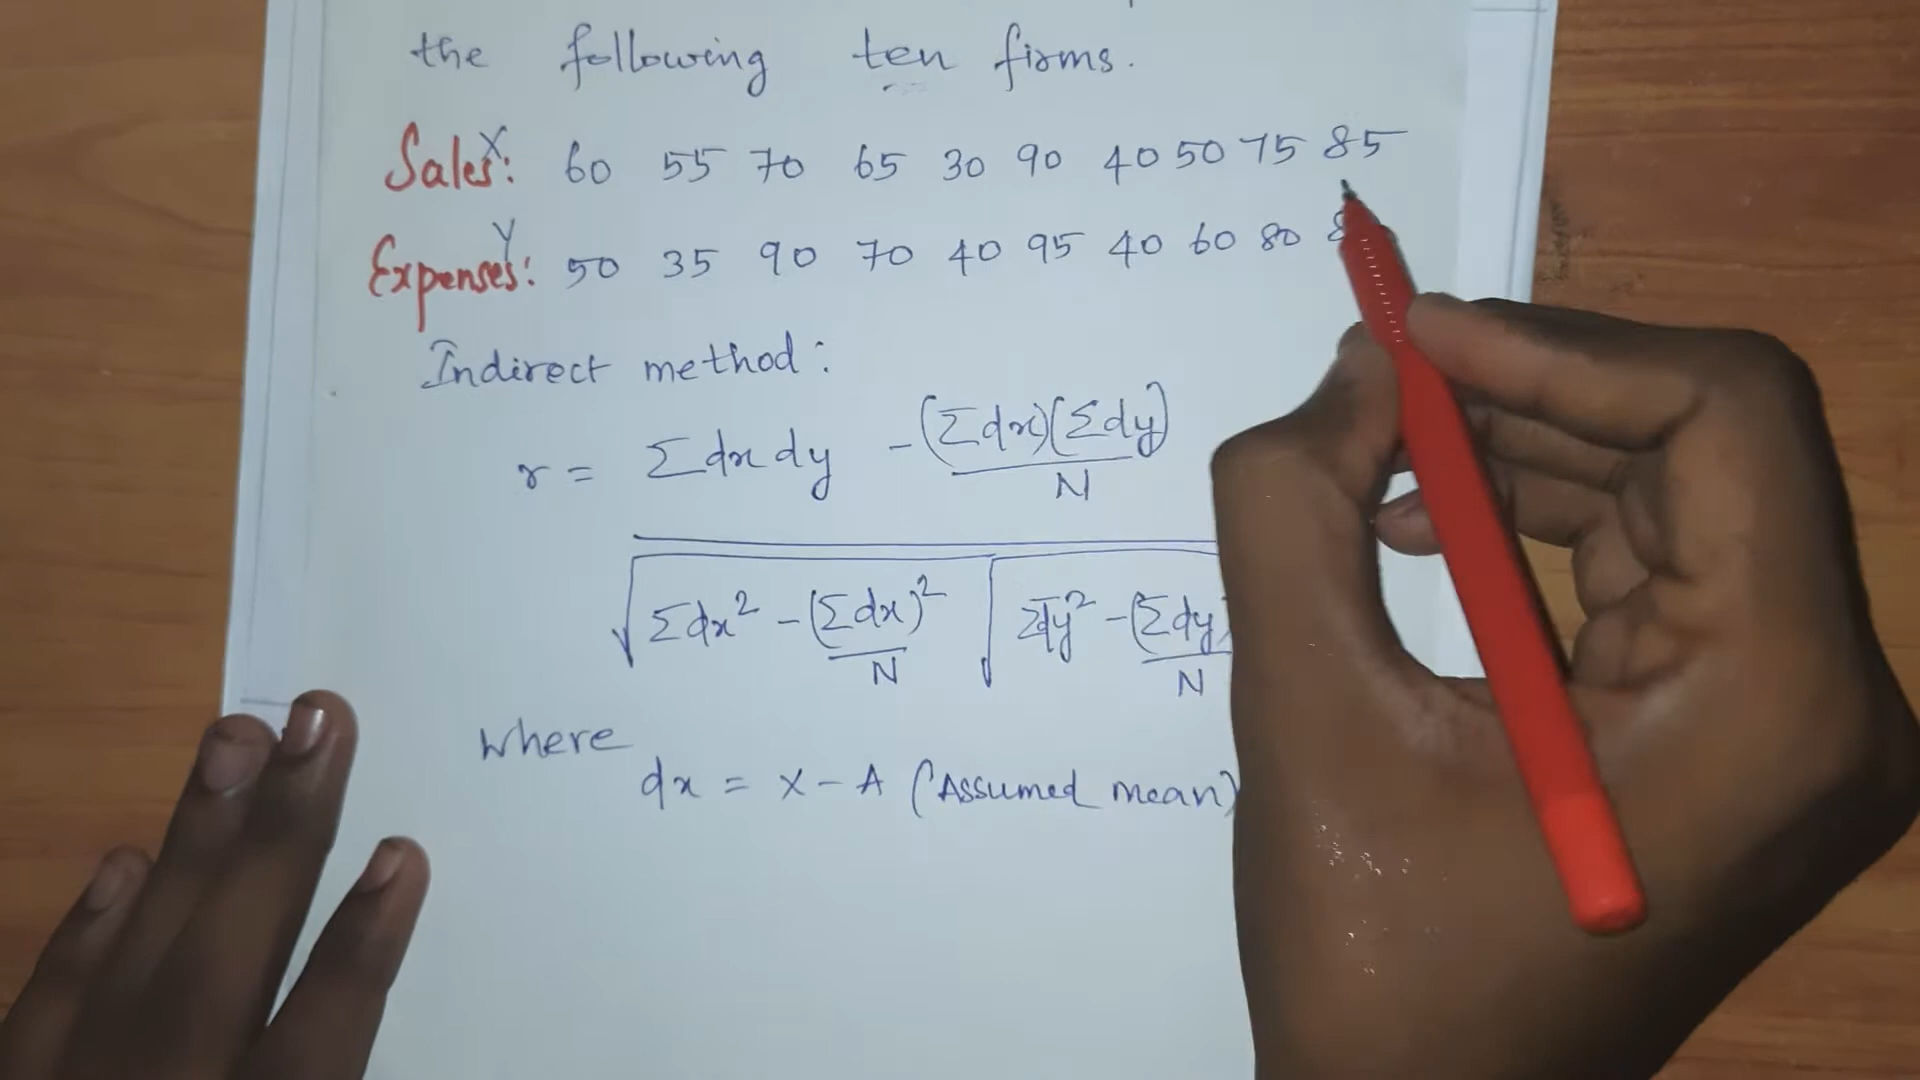 the following ten firms.
Sales: X 60 55 70 65 30 90 40 50 75 85
Expenses: Y 50 35 90 70 40 95 40 60 80
Indirect method:
r = Σdxdy - (Σdx)(Σdy)
N
√Σdx² - (Σdx)² √Σdy² - (Σdy
N N
Where
dx = X - A (Assumed mean)